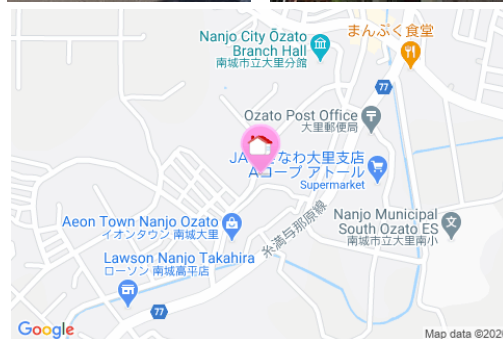 Nanjo City Ōzato
Branch Hall
南城市立大里分館
まんぷく食堂
77
Ozato Post Office
大里郵便局
77
JA
なわ大里支店
Aコープ アトール
Supermarket
糸満与那原線
Nanjo Municipal
South Ozato ES
南城市立大里南小
Aeon Town Nanjo Ozato
イオンタウン 南城大里
Lawson Nanjo Takahira
ローソン 南城高平店
77
Google
Map data ©2026